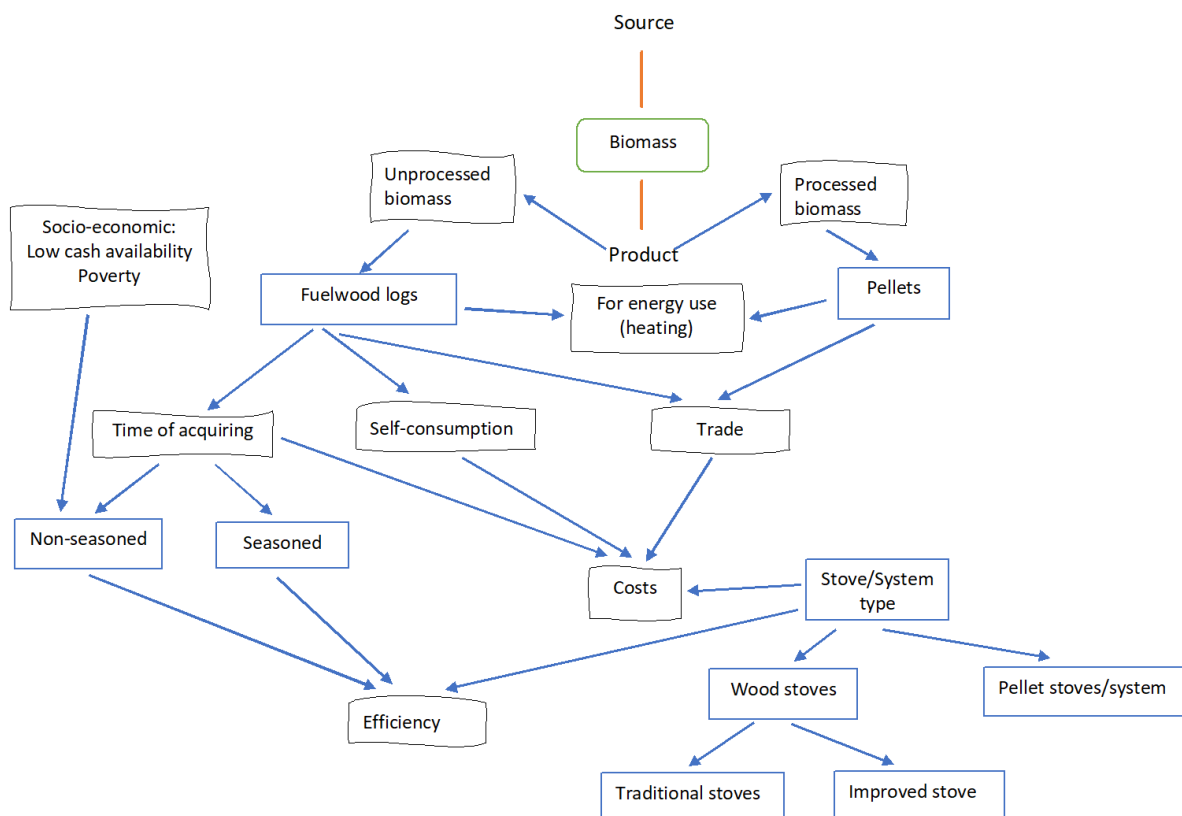 Source
Biomass
Unprocessed
biomass
Processed
biomass
Socio-economic:
Low cash availability
Poverty
Product
Fuelwood logs
For energy use
(heating)
Pellets
Time of acquiring
Self-consumption
Trade
Non-seasoned
Seasoned
Costs
Stove/System
type
Wood stoves
Pellet stoves/system
Efficiency
Traditional stoves
Improved stove